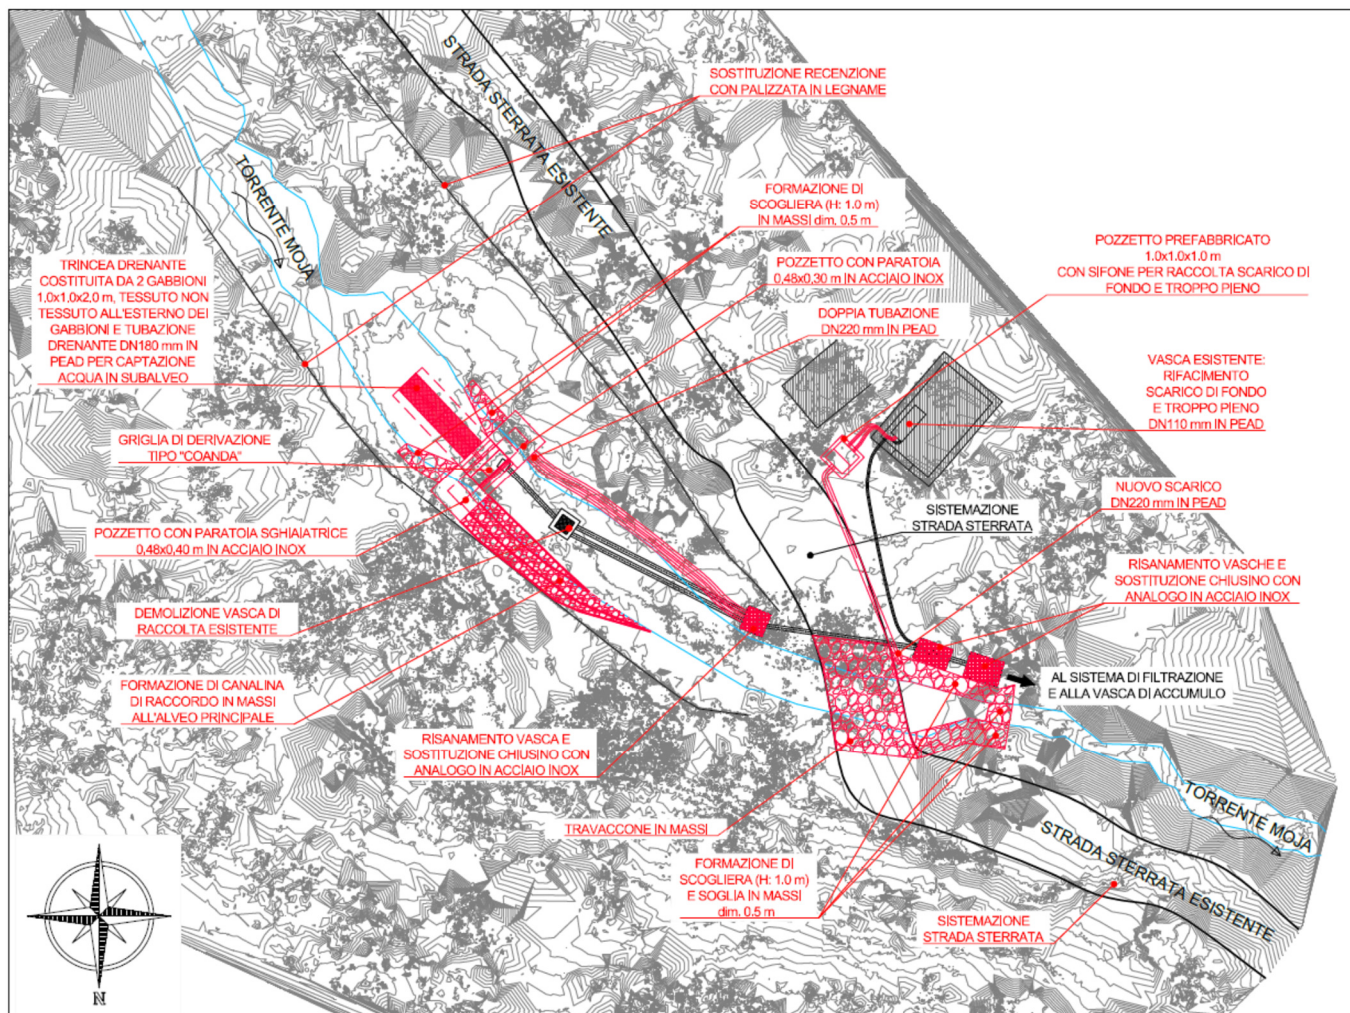 STRADA STERRATA ESISTENTE
SOSTITUZIONE RECENZIONE
CON PALIZZATA IN LEGNAME
TORRENTE MOJA
FORMAZIONE DI
SCOGLIERA (H: 1.0 m)
IN MASSI dim. 0.5 m
POZZETTO PREFABBRICATO
1.0x1.0x1.0 m
CON SIFONE PER RACCOLTA SCARICO DI
FONDO E TROPPO PIENO
TRINCEA DRENANTE
COSTITUITA DA 2 GABBIONI
1,0x1,0x2,0 m, TESSUTO NON
TESSUTO ALL'ESTERNO DEI
GABBIONI E TUBAZIONE
DRENANTE DN180 mm IN
PEAD PER CAPTAZIONE
ACQUA IN SUBALVEO
POZZETTO CON PARATOIA
0,48x0,30 m IN ACCIAIO INOX
DOPPIA TUBAZIONE
DN220 mm IN PEAD
VASCA ESISTENTE:
RIFACIMENTO
SCARICO DI FONDO
E TROPPO PIENO
DN110 mm IN PEAD
GRIGLIA DI DERIVAZIONE
TIPO "COANDA"
NUOVO SCARICO
DN220 mm IN PEAD
SISTEMAZIONE
STRADA STERRATA
POZZETTO CON PARATOIA SGHIAIATRICE
0,48x0,40 m IN ACCIAIO INOX
RISANAMENTO VASCHE E
SOSTITUZIONE CHIUSINO CON
ANALOGO IN ACCIAIO INOX
DEMOLIZIONE VASCA DI
RACCOLTA ESISTENTE
AL SISTEMA DI FILTRAZIONE
E ALLA VASCA DI ACCUMULO
FORMAZIONE DI CANALINA
DI RACCORDO IN MASSI
ALL'ALVEO PRINCIPALE
RISANAMENTO VASCA E
SOSTITUZIONE CHIUSINO CON
ANALOGO IN ACCIAIO INOX
TORRENTE MOJA
TRAVACCONE IN MASSI
STRADA STERRATA ESISTENTE
FORMAZIONE DI
SCOGLIERA (H: 1.0 m)
E SOGLIA IN MASSI
dim. 0.5 m
SISTEMAZIONE
STRADA STERRATA
N